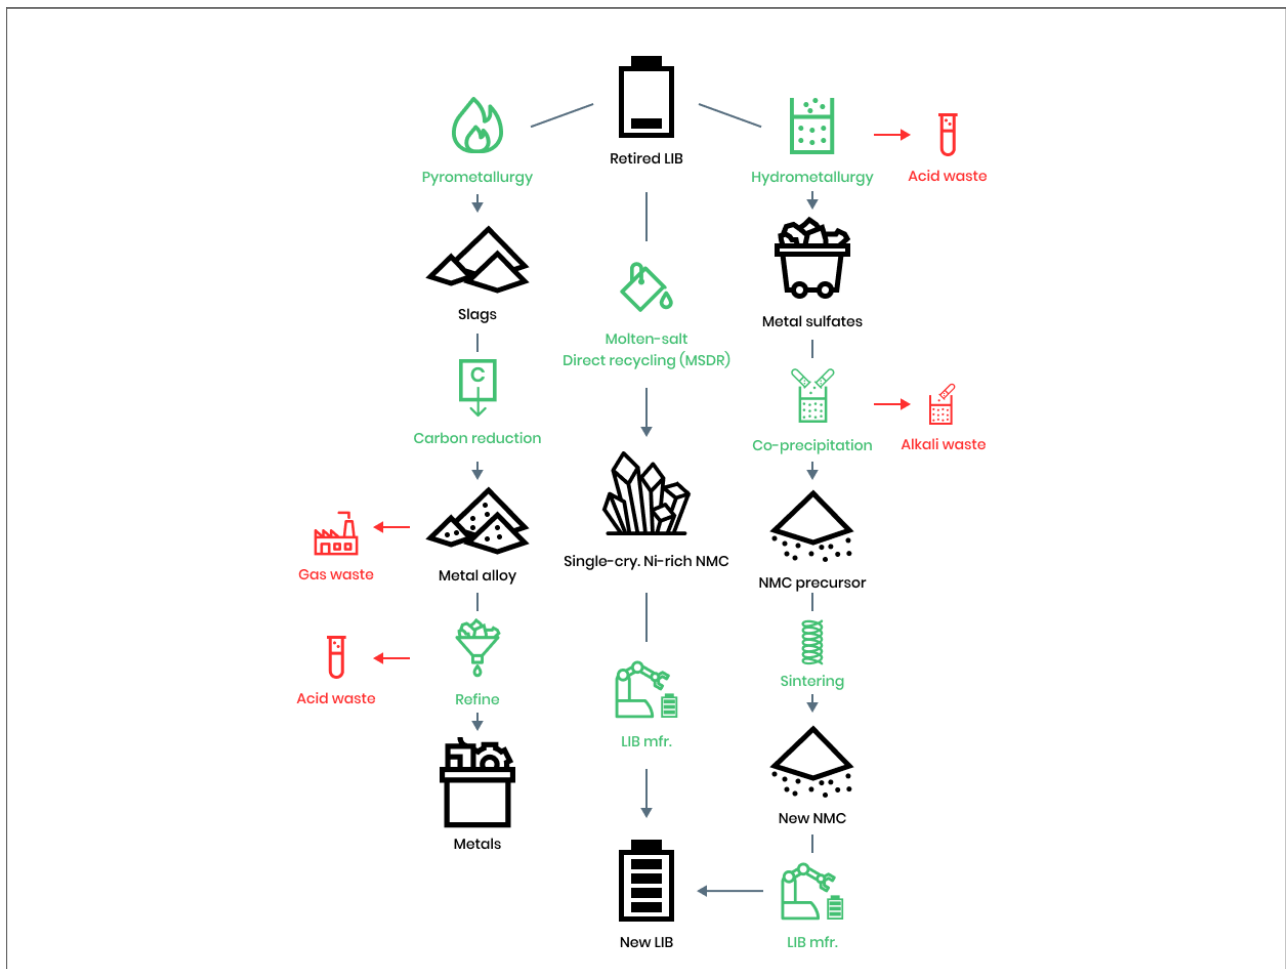 Retired LIB
Pyrometallurgy
Hydrometallurgy
Acid waste
Slags
Metal sulfates
Molten-salt
Direct recycling (MSDR)
C
Carbon reduction
Co-precipitation
Alkali waste
Single-cry. Ni-rich NMC
Gas waste
Metal alloy
NMC precursor
Acid waste
Refine
Sintering
LIB mfr.
New NMC
Metals
New LIB
LIB mfr.